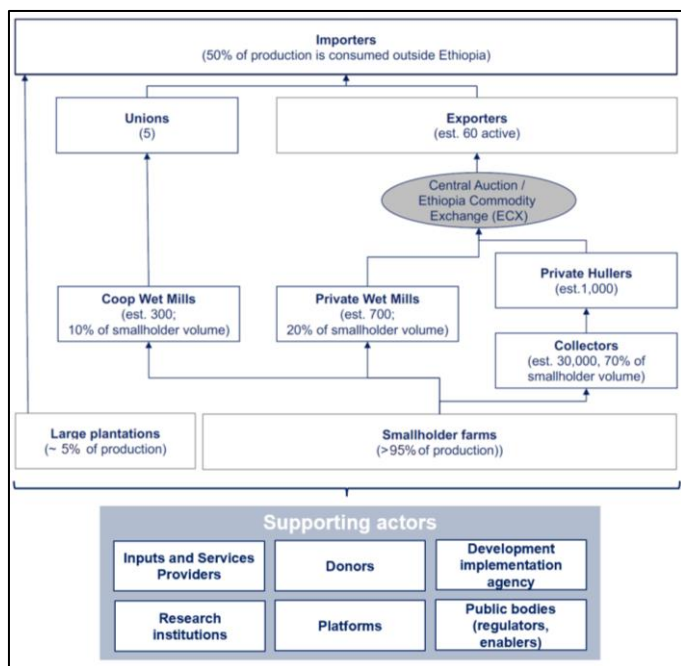 Importers
(50% of production is consumed outside Ethiopia)
Unions
(5)
Exporters
(est. 60 active)
Central Auction /
Ethiopia Commodity
Exchange (ECX)
Private Hullers
(est.1,000)
Coop Wet Mills
(est. 300;
10% of smallholder volume)
Private Wet Mills
(est. 700;
20% of smallholder volume)
Collectors
(est. 30,000, 70% of
smallholder volume)
Large plantations
(~ 5% of production)
Smallholder farms
(>95% of production))
Supporting actors
Inputs and Services
Providers
Donors
Development
implementation
agency
Research
institutions
Platforms
Public bodies
(regulators,
enablers)